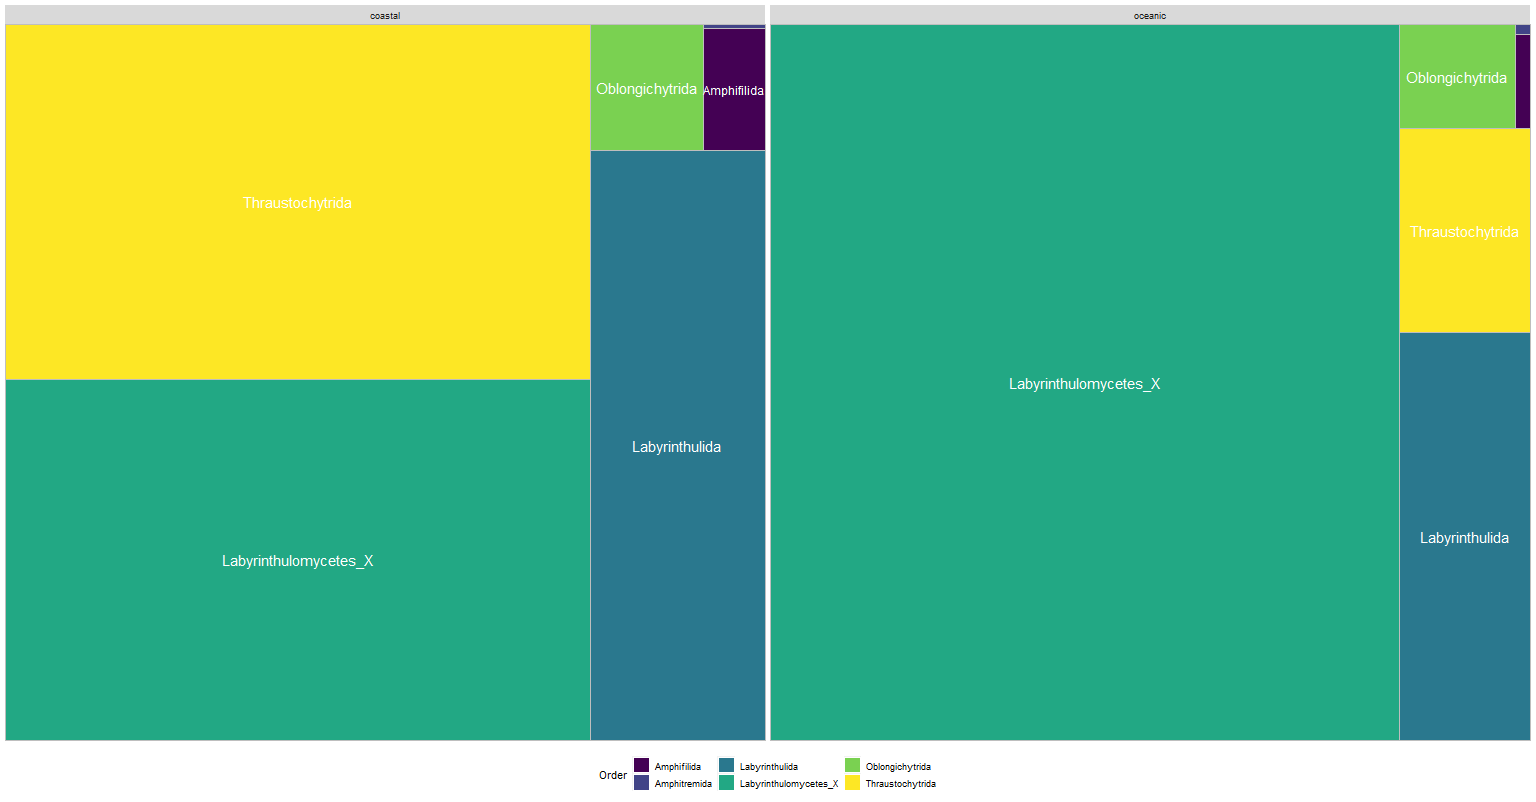 coastal
oceanic
Oblongichytrida
Amphifilida
Thraustochytrida
Labyrinthulida
Labyrinthulomycetes_X
Oblongichytrida
Thraustochytrida
Labyrinthulomycetes_X
Labyrinthulida
Order
Amphifilida
Labyrinthulida
Oblongichytrida
Amphitremida
Labyrinthulomycetes_X
Thraustochytrida